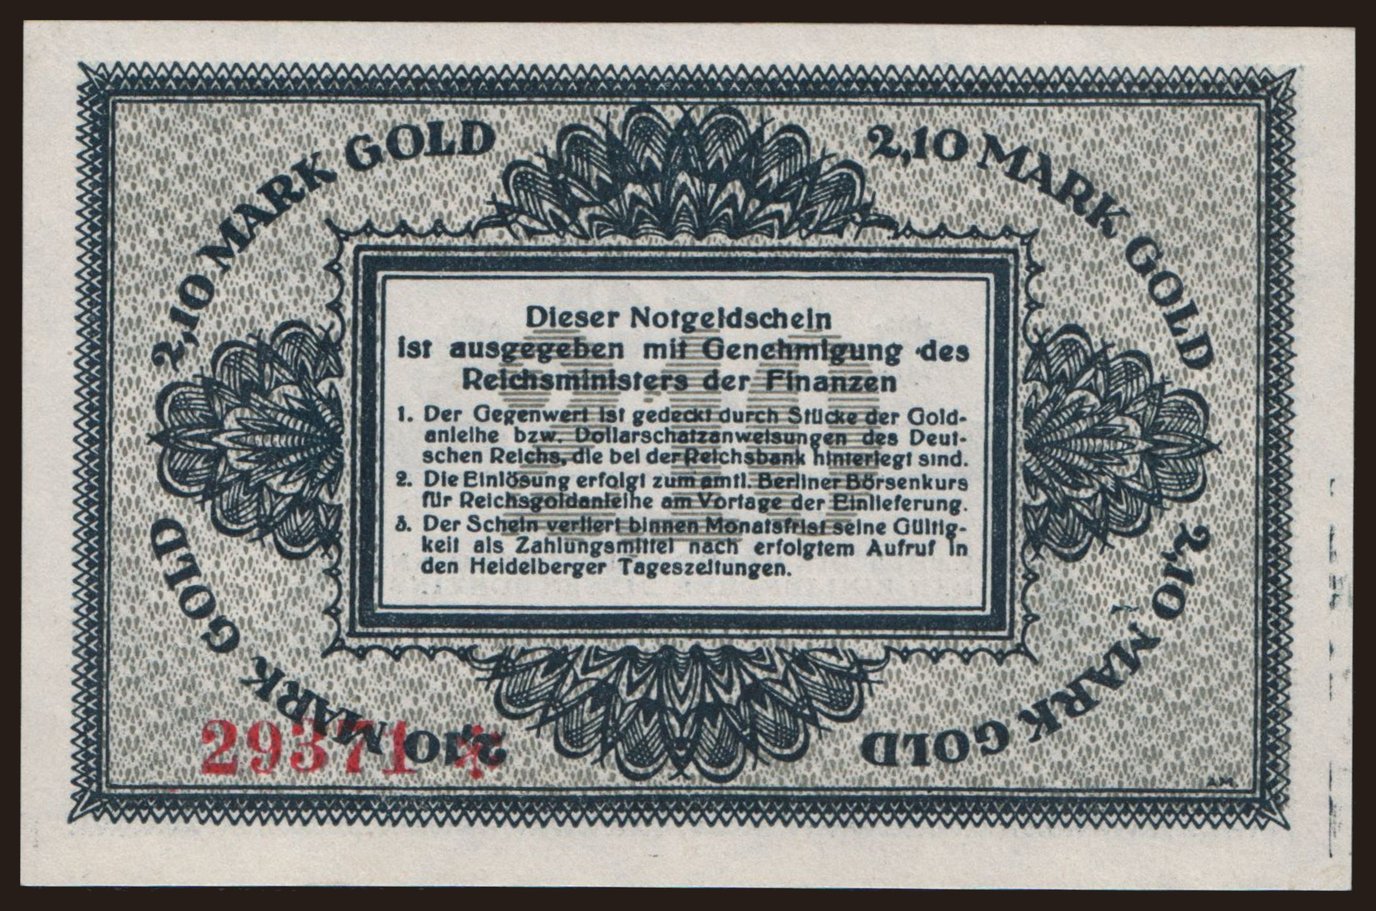 2,10 MARK GOLD
2,10 MARK GOLD
Dieser Notgeldschein
ist ausgegeben mit Genehmigung des
Reichsministers der Finanzen
1. Der Gegenwert ist gedeckt durch Stücke der Gold-
anleihe bzw. Dollarschatzanweisungen des Deut-
schen Reichs, die bei der Reichsbank hinterlegt sind.
2. Die Einlösung erfolgt zum amtl. Berliner Börsenkurs
für Reichsgoldanleihe am Vortage der Einlieferung.
3. Der Schein verliert binnen Monatsfrist seine Gültig-
keit als Zahlungsmittel nach erfolgtem Aufruf in
den Heidelberger Tageszeitungen.
210
2,10 MARK GOLD
2,10 MARK GOLD
29371 *
AM.